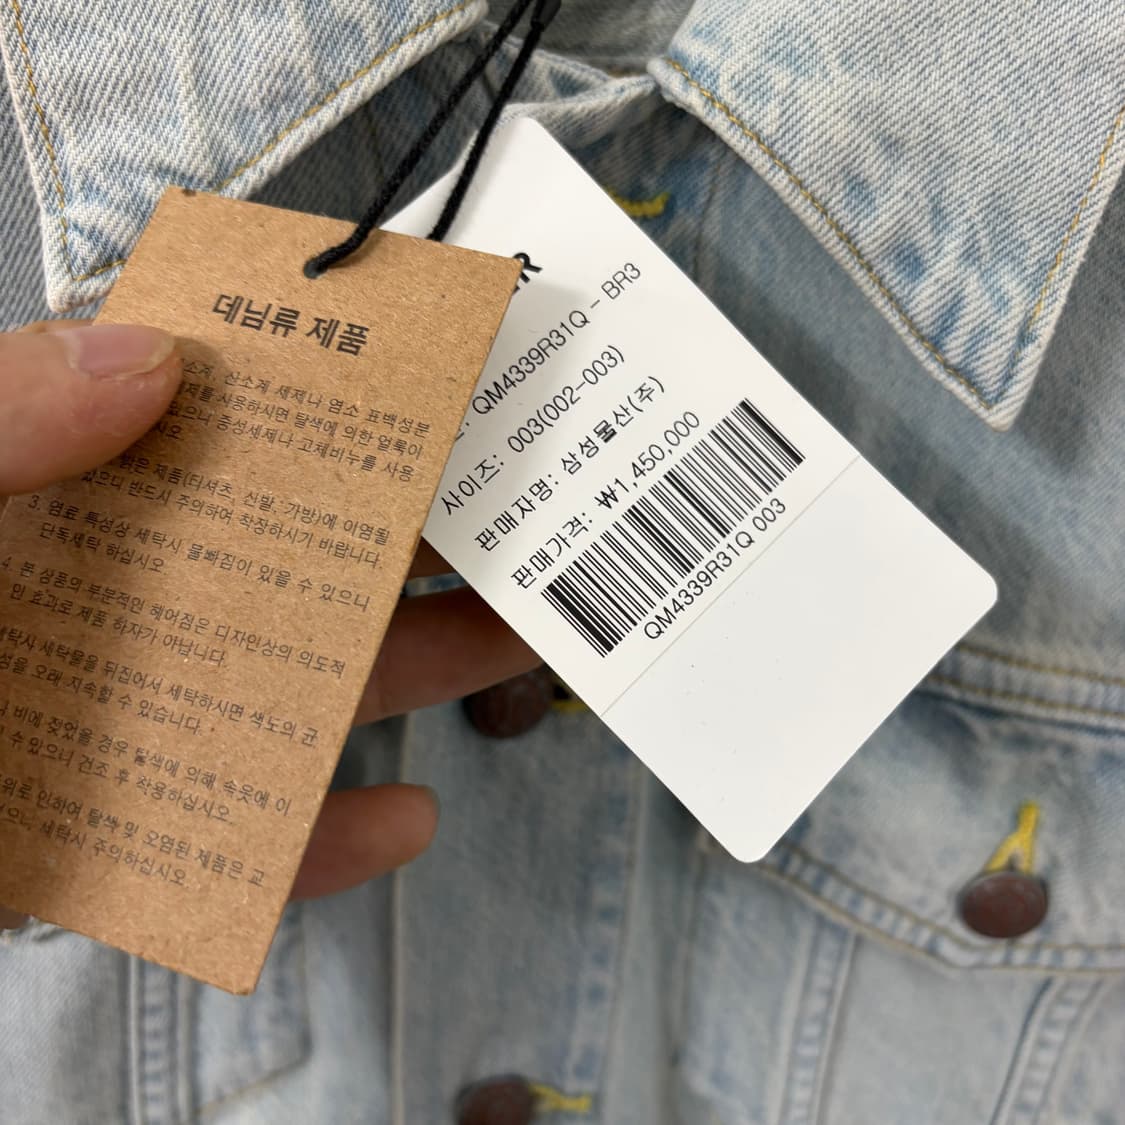 데님류 제품
소계, 산소계 세제나 염소 표백성분
제를 사용하시면 탈색에 의한 얼룩이
있으니 중성세제나 고체비누를 사용
시오.
밝은 제품(티셔츠, 신발, 가방)에 이염될
있으니 반드시 주의하여 착장하시기 바랍니다.
3. 염료 특성상 세탁시 물빠짐이 있을 수 있으니
단독세탁 하십시오.
4. 본 상품의 부분적인 헤어짐은 디자인상의 의도적
인 효과로 제품 하자가 아닙니다.
세탁시 세탁물을 뒤집어서 세탁하시면 색도의 균
성을 오래 지속할 수 있습니다.
비에 젖었을 경우 탈색에 의해 속옷에 이
수 있으니 건조 후 착용하십시오.
위로 인하여 탈색 및 오염된 제품은 교
으니 세탁시 주의하십시오.
R
: QM4339R31Q - BR3
사이즈: 003(002-003)
판매자명: 삼성물산(주)
판매가격: ₩1,450,000
QM4339R31Q 003